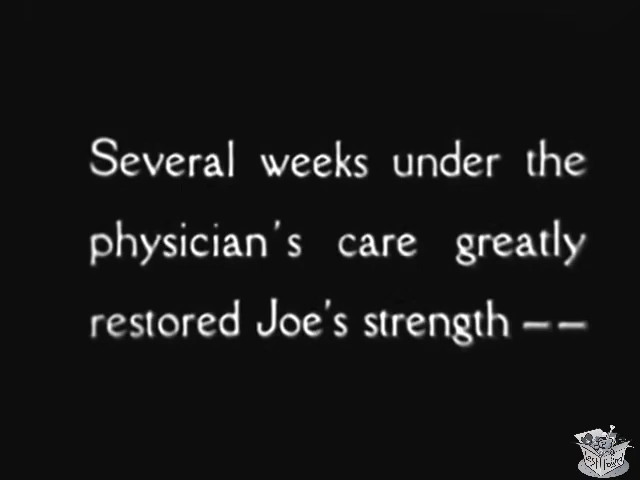 Several weeks under the
physician's care greatly
restored Joe's strength — —